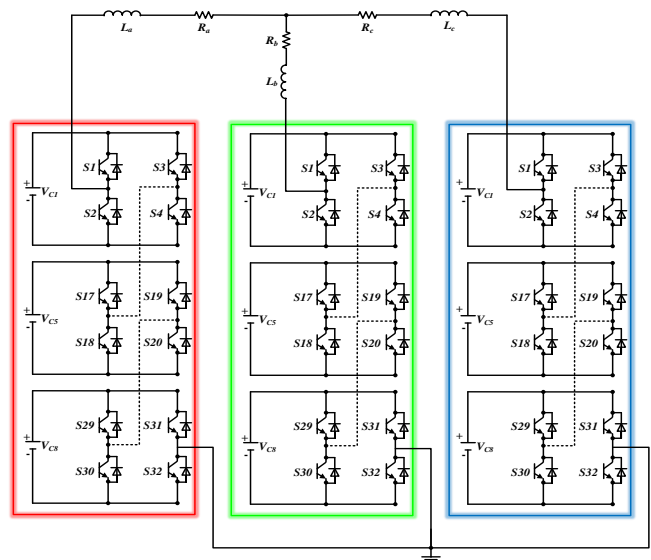 La Ra Rc Lc
Rb
Lb
+ VC1 - S1 S3
S2 S4
VC5 S17 S19
+ -
S18 S20
+ VC8 - S29 S31
S30 S32
+ VC1 - S1 S3
S2 S4
+ VC5 - S17 S19
S18 S20
+ VC8 - S29 S31
S30 S32
+ VC1 - S1 S3
S2 S4
+ VC5 - S17 S19
S18 S20
+ VC8 - S29 S31
S30 S32